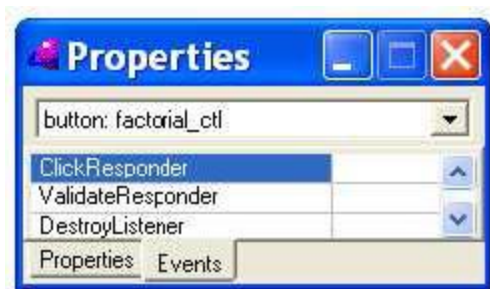 Properties
button: factorial_ctl
ClickResponder
ValidateResponder
DestroyListener
Properties Events